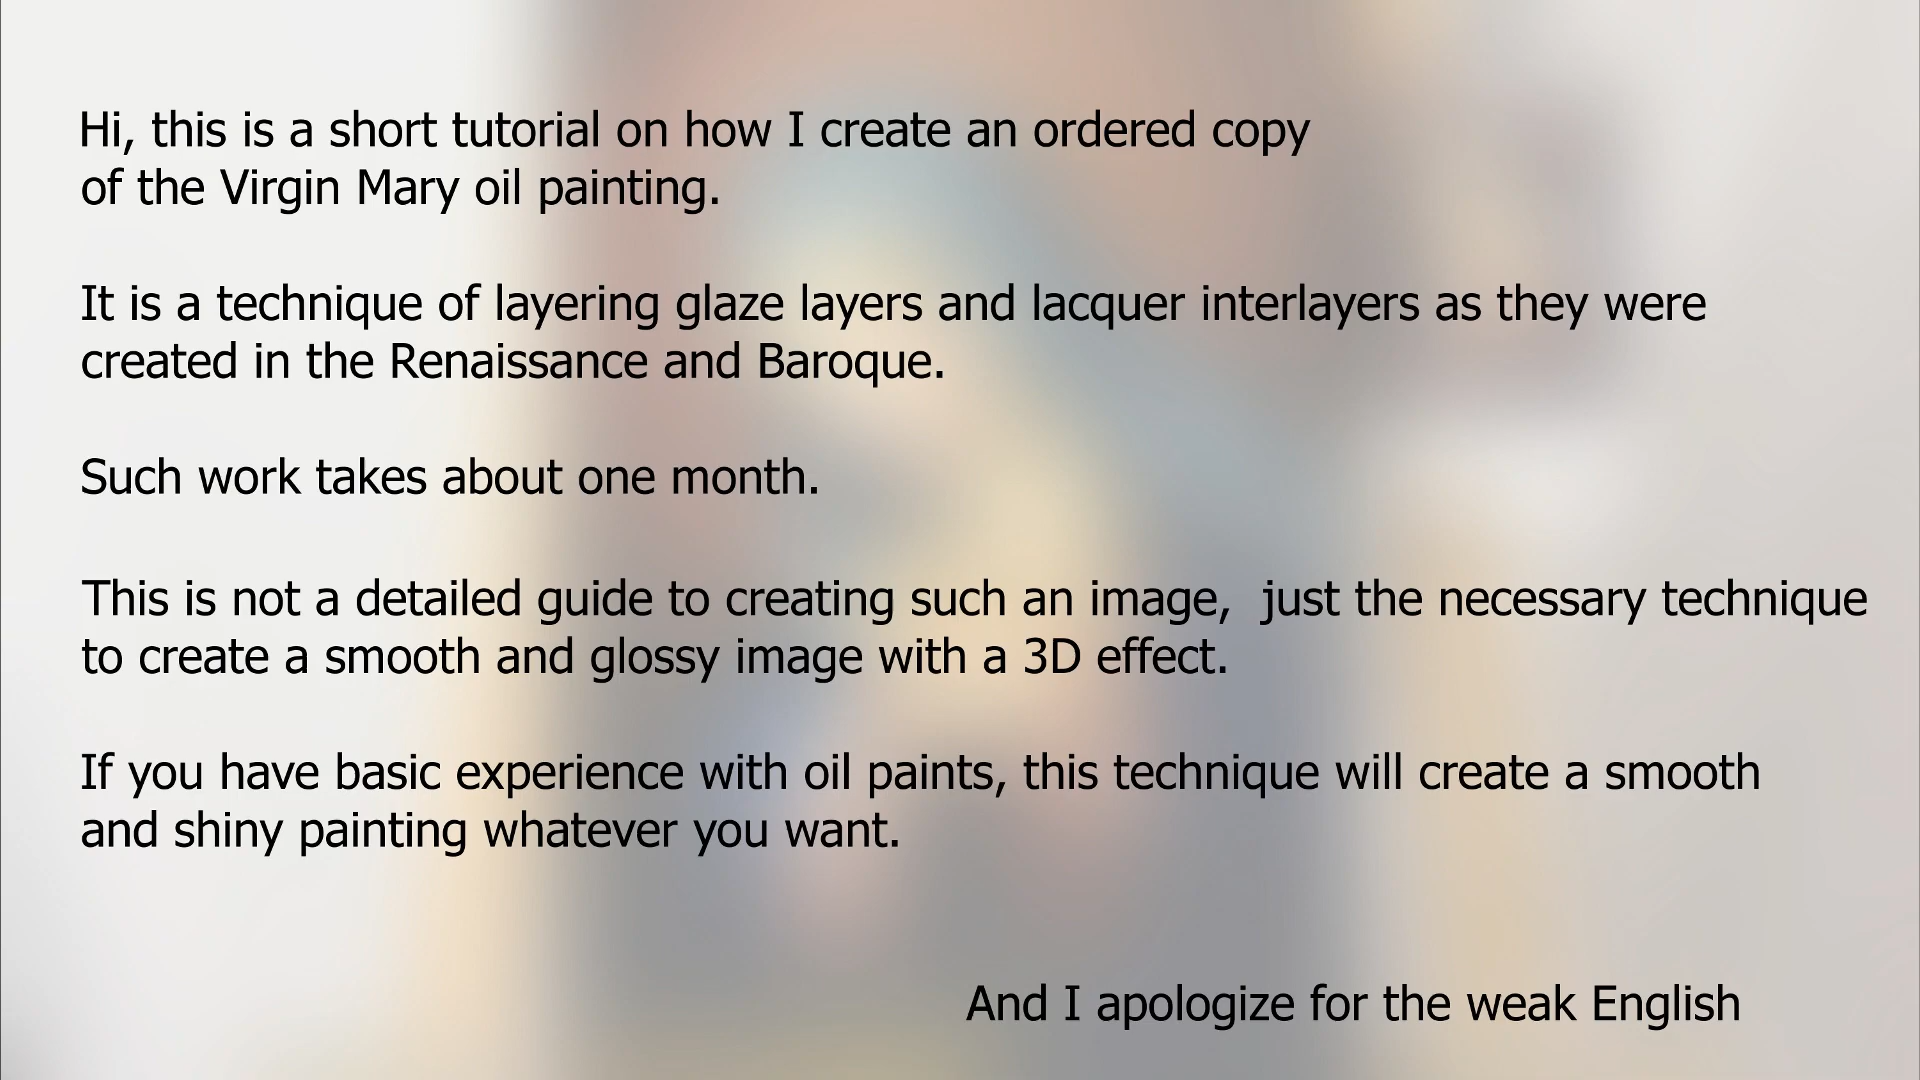 Hi, this is a short tutorial on how I create an ordered copy
of the Virgin Mary oil painting.
It is a technique of layering glaze layers and lacquer interlayers as they were
created in the Renaissance and Baroque.
Such work takes about one month.
This is not a detailed guide to creating such an image,  just the necessary technique
to create a smooth and glossy image with a 3D effect.
If you have basic experience with oil paints, this technique will create a smooth
and shiny painting whatever you want.
And I apologize for the weak English